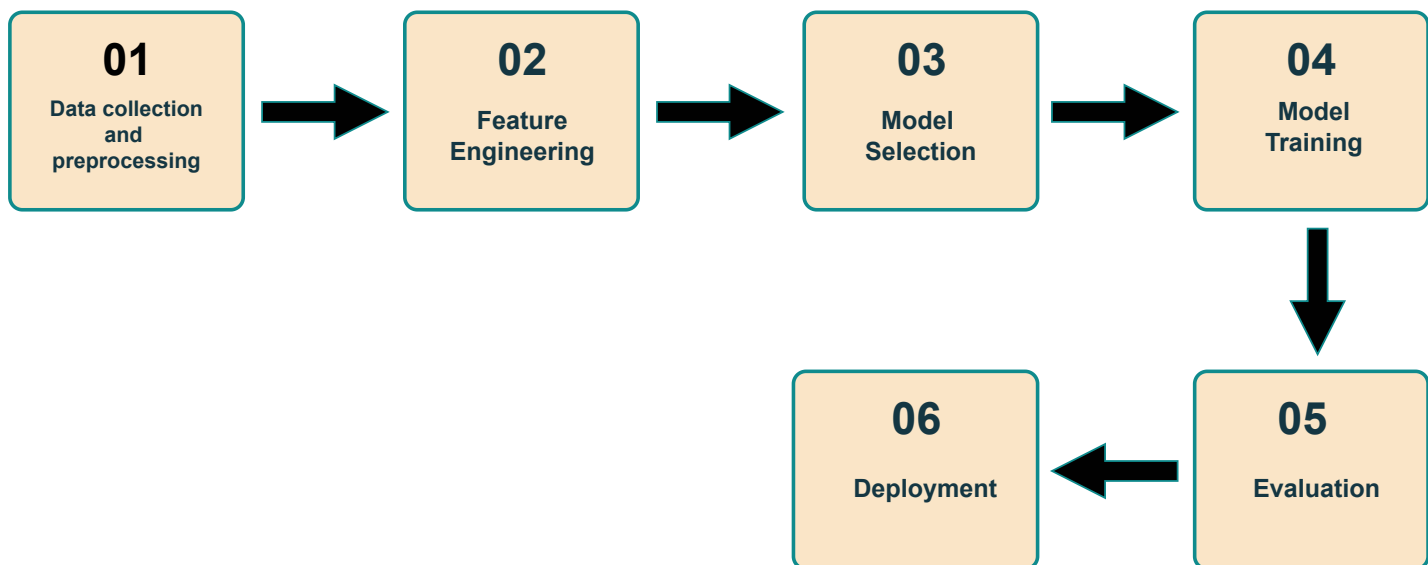 01
Data collection
and
preprocessing
02
Feature
Engineering
03
Model
Selection
04
Model
Training
05
Evaluation
06
Deployment